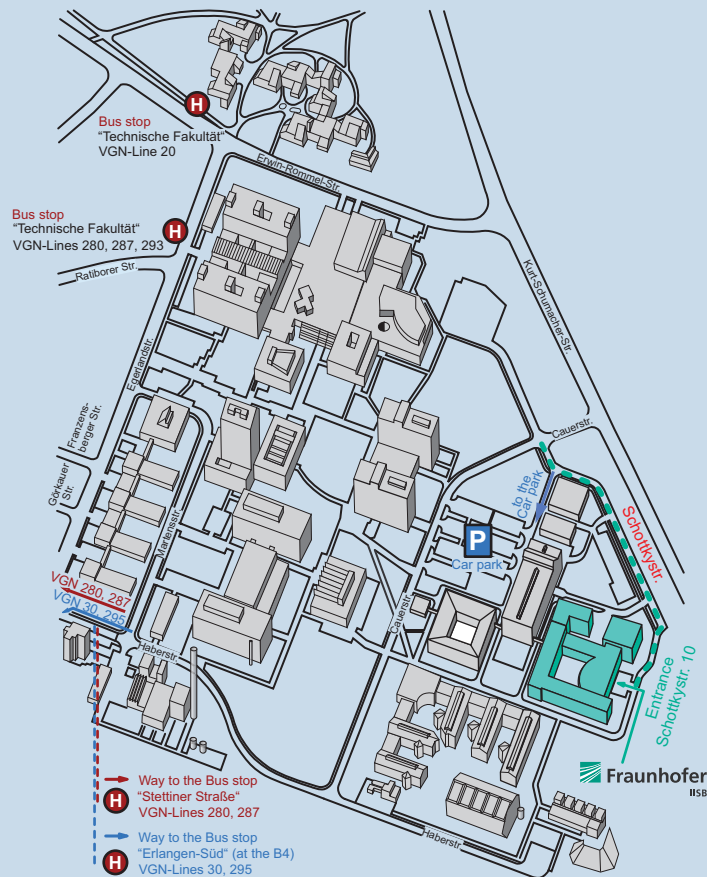 H
Bus stop
"Technische Fakultät"
VGN-Line 20
Erwin-Rommel-Str.
Bus stop
"Technische Fakultät"
VGN-Lines 280, 287, 293
H
Ratiborer Str.
Kurt-Schumacher-Str.
Egerlandstr.
Franzens-
berger Str.
Görkauer
Str.
Cauerstr.
to the
Car park
Schottkystr.
P
Car park
Martensstr.
VGN 280, 287
VGN 30, 295
Cauerstr.
Haberstr.
Entrance
Schottkystr. 10
Fraunhofer
IISB
Way to the Bus stop
H
"Stettiner Straße"
VGN-Lines 280, 287
Haberstr.
Way to the Bus stop
H
"Erlangen-Süd" (at the B4)
VGN-Lines 30, 295